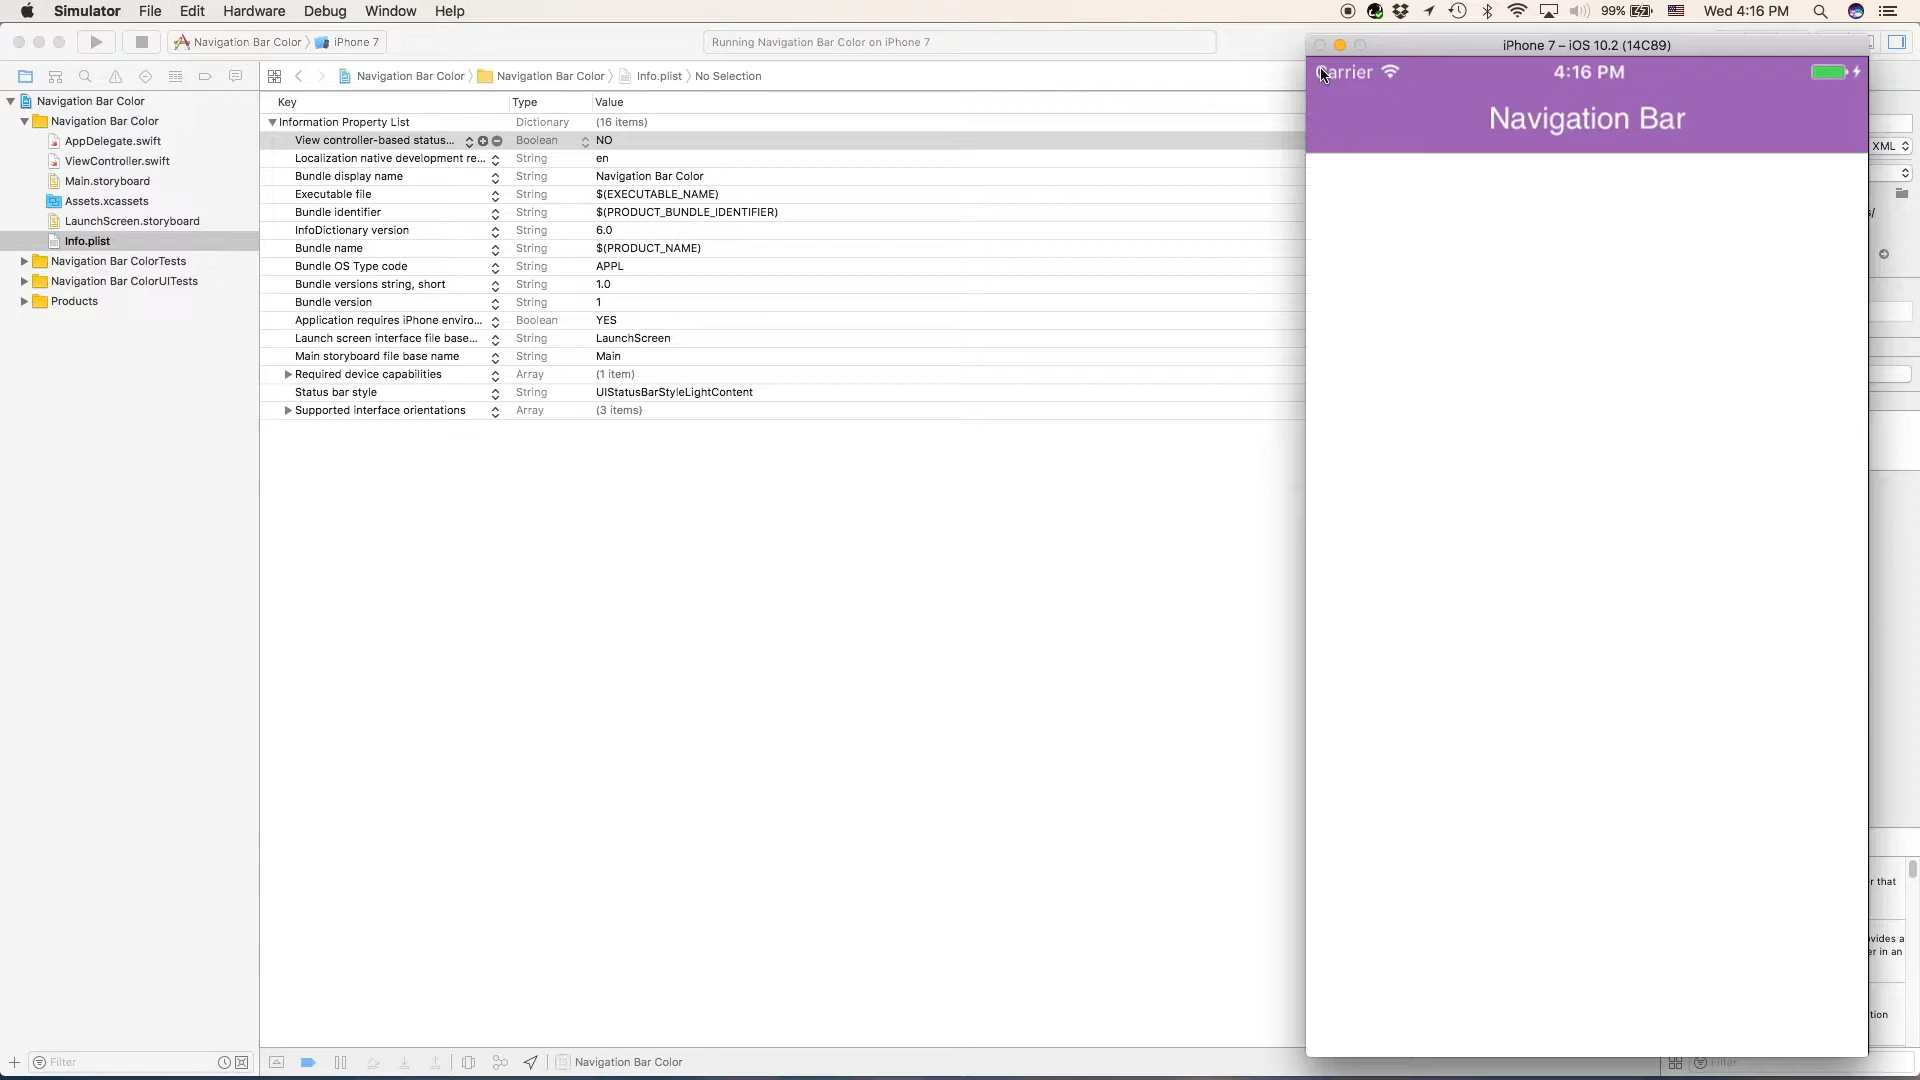 Simulator File Edit Hardware Debug Window Help 99% Wed 4:16 PM
Navigation Bar Color iPhone 7 Running Navigation Bar Color on iPhone 7
iPhone 7 – iOS 10.2 (14C89)
Navigation Bar Color Navigation Bar Color Info.plist No Selection
Carrier 4:16 PM
Navigation Bar
Navigation Bar Color
Navigation Bar Color
AppDelegate.swift
ViewController.swift
Main.storyboard
Assets.xcassets
LaunchScreen.storyboard
Info.plist
Navigation Bar ColorTests
Navigation Bar ColorUITests
Products
Key Type Value
Information Property List Dictionary (16 items)
View controller-based status... Boolean NO
Localization native development re... String en
Bundle display name String Navigation Bar Color
Executable file String $(EXECUTABLE_NAME)
Bundle identifier String $(PRODUCT_BUNDLE_IDENTIFIER)
InfoDictionary version String 6.0
Bundle name String $(PRODUCT_NAME)
Bundle OS Type code String APPL
Bundle versions string, short String 1.0
Bundle version String 1
Application requires iPhone enviro... Boolean YES
Launch screen interface file base... String LaunchScreen
Main storyboard file base name String Main
Required device capabilities Array (1 item)
Status bar style String UIStatusBarStyleLightContent
Supported interface orientations Array (3 items)
XML
s/
r that
vides a
er in an
tion
Filter
Navigation Bar Color
Filter